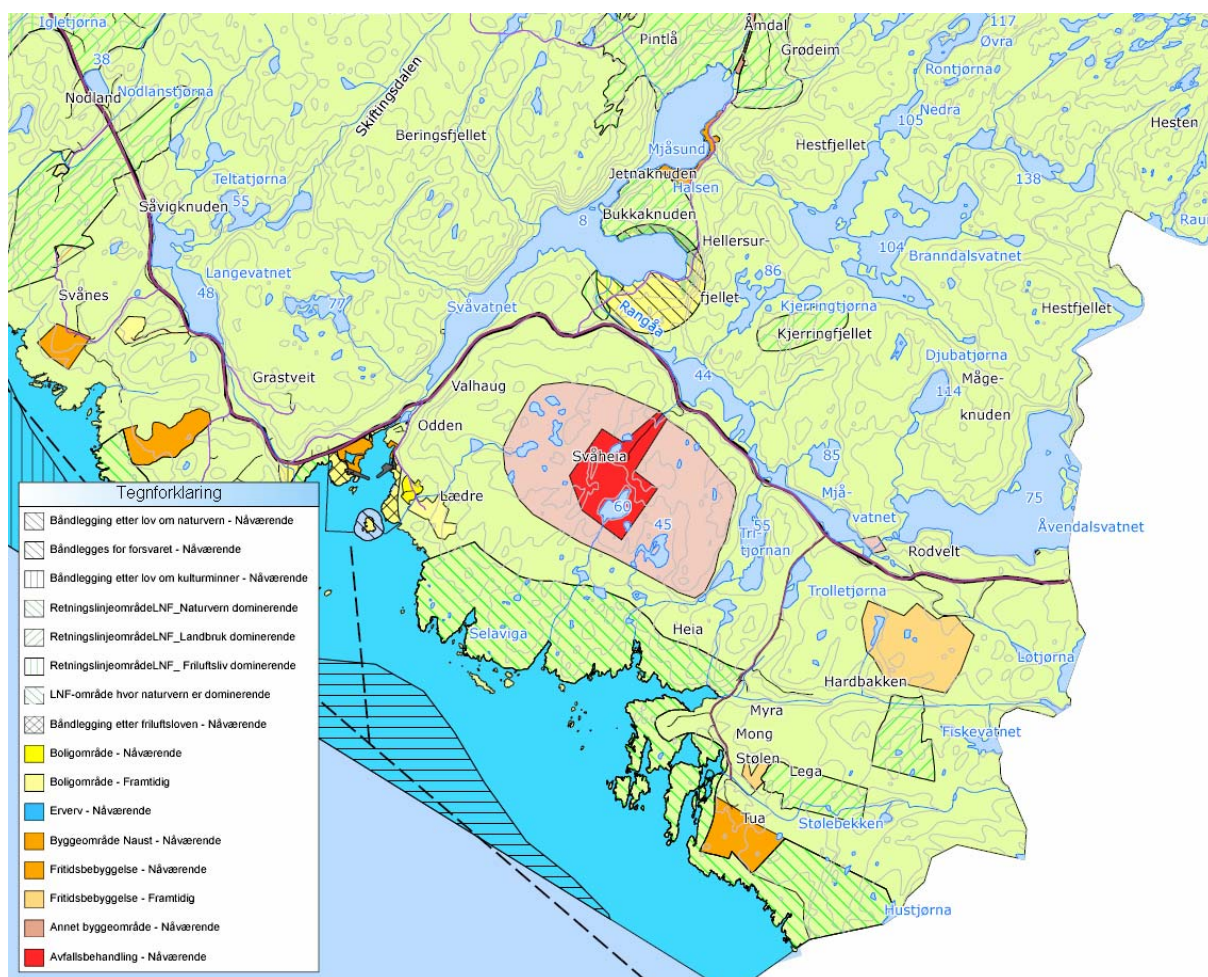 Igletjørna
38
Nodland
Nodlanstjørna
Skiftingsdalen
Beringsfjellet
Pintlå
Åmdal
Grødeim
117
Øvra
Rontjørna
Nedra
105
Hestfjellet
Hesten
138
Mjåsund
Jetnaknuden
Halsen
Bukkaknuden
8
Teltatjørna
55
Såvigknuden
Langevatnet
48
77
Svånes
Svåvatnet
Hellersur-
fjellet
Rangåa
86
Kjerringtjørna
Kjerringfjellet
104
Branndalsvatnet
Hestfjellet
Djubatjørna
114
Måge-
knuden
Grastveit
Valhaug
Odden
44
Svåheia
Lædre
60
45
55
Tri-
tjørnan
85
Mjå-
vatnet
75
Åvendalsvatnet
Rodvelt
Trolletjørna
Selaviga
Heia
Hardbakken
Løtjørna
Myra
Mong
Stølen
Lega
Fiskevatnet
Tua
Stølebekken
Hustjørna
Tegnforklaring
Båndlegging etter lov om naturvern - Nåværende
Båndlegges for forsvaret - Nåværende
Båndlegging etter lov om kulturminner - Nåværende
RetningslinjeområdeLNF_Naturvern dominerende
RetningslinjeområdeLNF_Landbruk dominerende
RetningslinjeområdeLNF_ Friluftsliv dominerende
LNF-område hvor naturvern er dominerende
Båndlegging etter friluftsloven - Nåværende
Boligområde - Nåværende
Boligområde - Framtidig
Erverv - Nåværende
Byggeområde Naust - Nåværende
Fritidsbebyggelse - Nåværende
Fritidsbebyggelse - Framtidig
Annet byggeområde - Nåværende
Avfallsbehandling - Nåværende